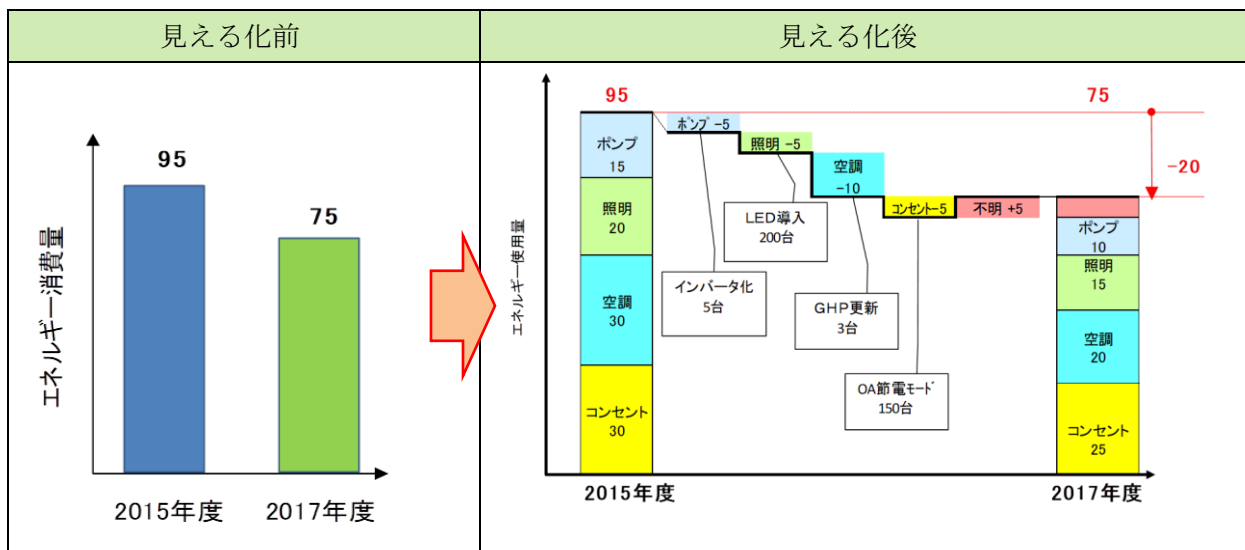 見える化前
見える化後
エネルギー消費量
95
75
2015年度
2017年度
エネルギー使用量
95
75
-20
ポンプ
15
照明
20
空調
30
コンセント
30
ポンプ -5
照明 -5
空調
-10
コンセント-5
不明 +5
インバータ化
5台
LED導入
200台
GHP更新
3台
OA節電モード
150台
ポンプ
10
照明
15
空調
20
コンセント
25
2015年度
2017年度